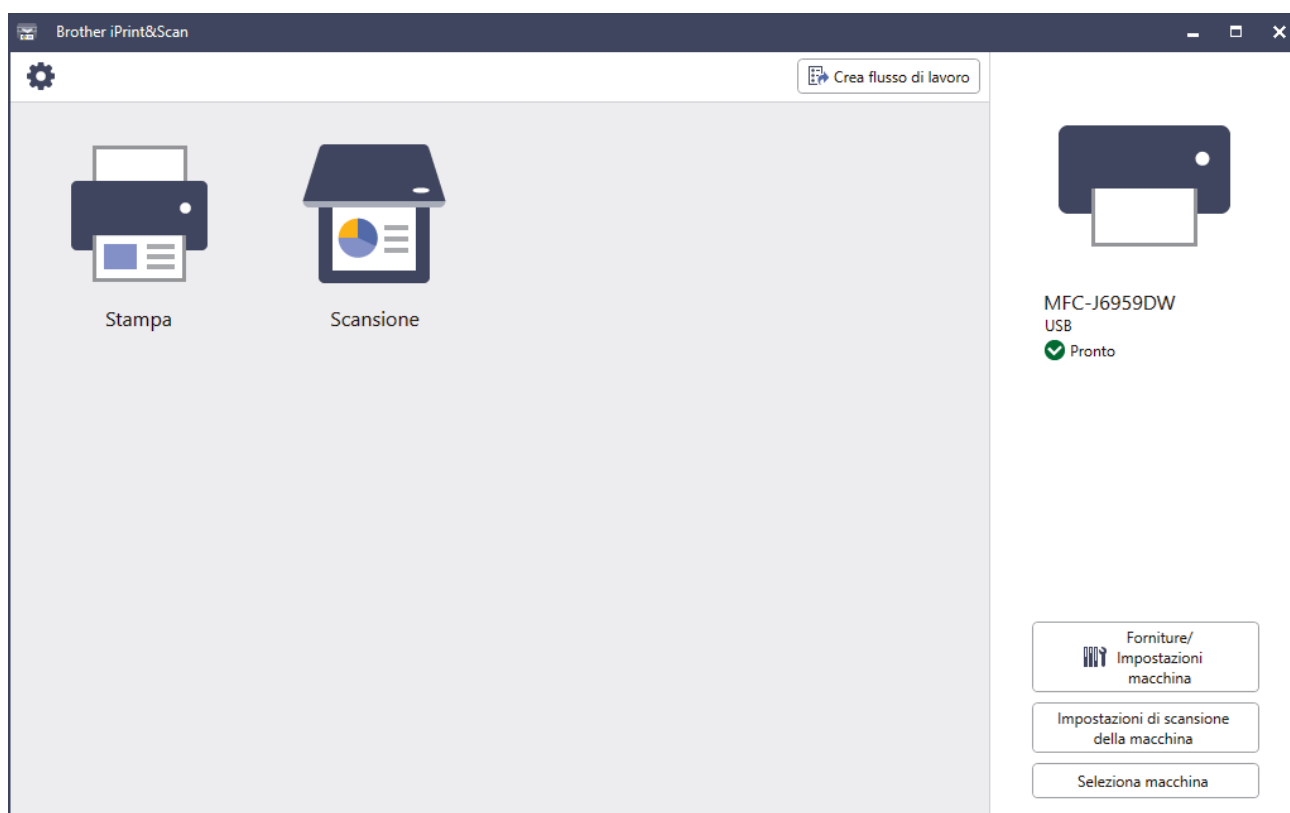 Brother iPrint&Scan
Crea flusso di lavoro
Stampa
Scansione
MFC-J6959DW
USB
Pronto
Forniture/
Impostazioni
macchina
Impostazioni di scansione
della macchina
Seleziona macchina